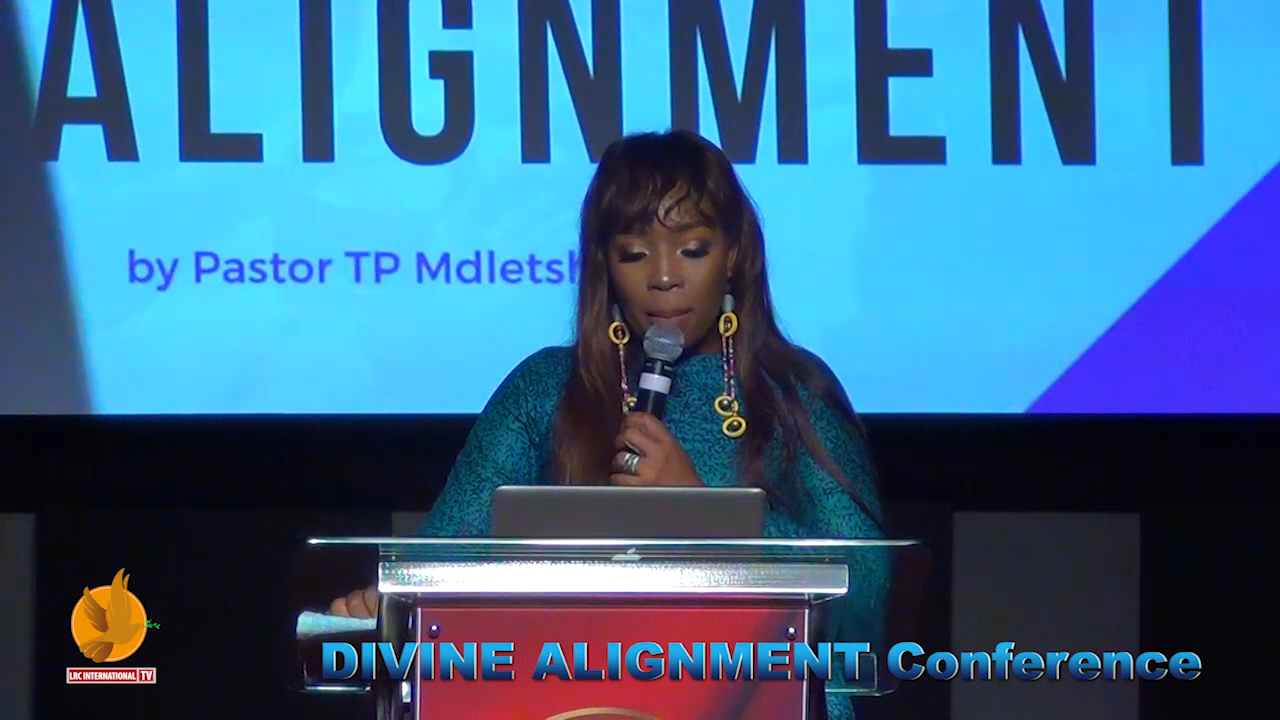 ALIGNMENT
by Pastor TP Mdletsh
LRC INTERNATIONAL TV
DIVINE ALIGNMENT Conference